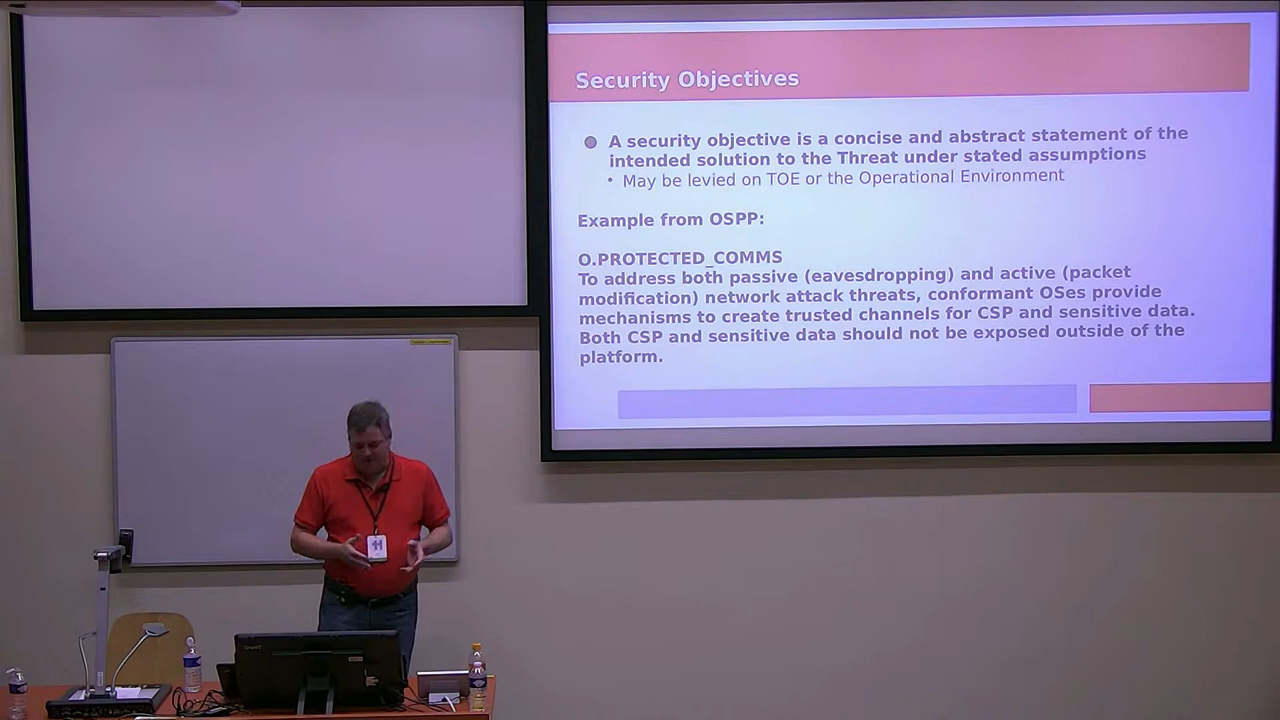 Security Objectives
● A security objective is a concise and abstract statement of the
intended solution to the Threat under stated assumptions
• May be levied on TOE or the Operational Environment
Example from OSPP:
O.PROTECTED_COMMS
To address both passive (eavesdropping) and active (packet
modification) network attack threats, conformant OSes provide
mechanisms to create trusted channels for CSP and sensitive data.
Both CSP and sensitive data should not be exposed outside of the
platform.